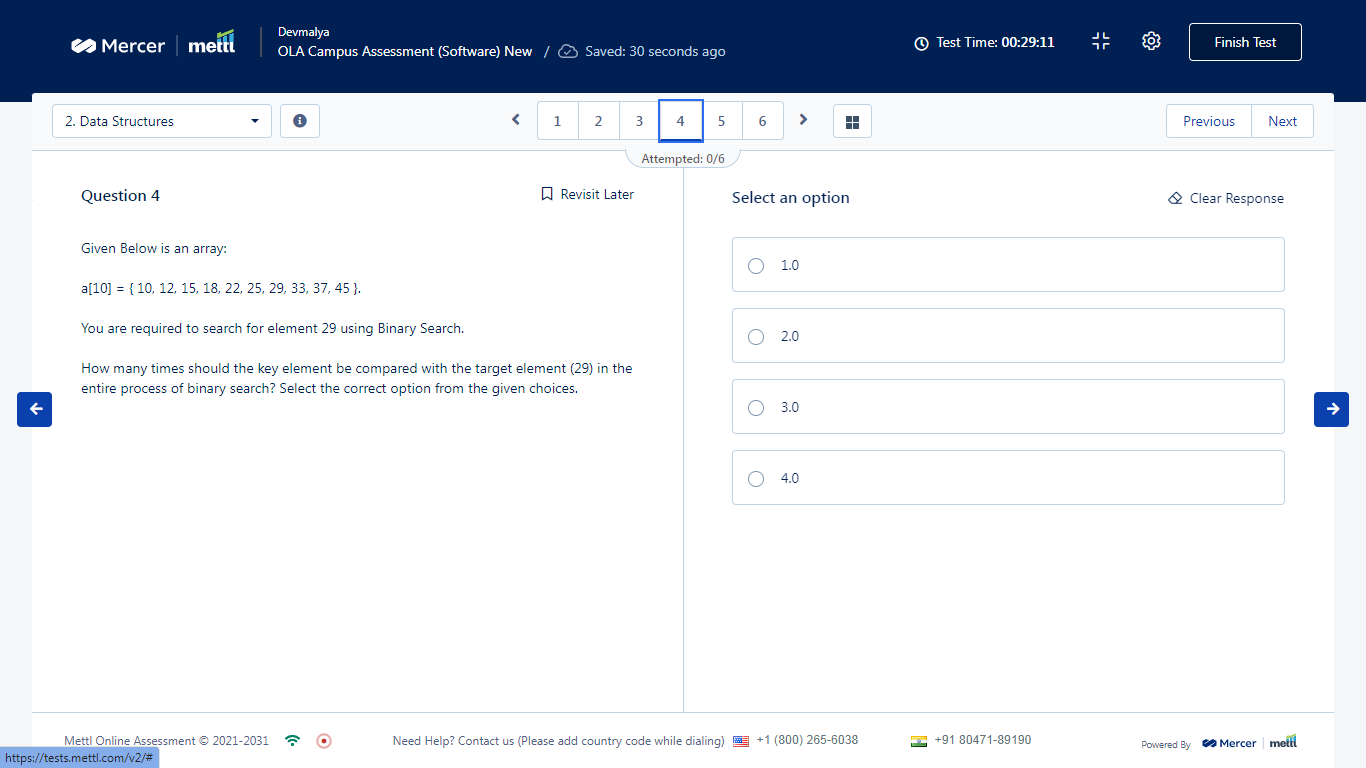 Mercer mettl
Devmalya
OLA Campus Assessment (Software) New / Saved: 30 seconds ago
Test Time: 00:29:11
Finish Test
2. Data Structures
1 2 3 4 5 6
Attempted: 0/6
Previous Next
Question 4
Revisit Later
Given Below is an array:
a[10] = { 10, 12, 15, 18, 22, 25, 29, 33, 37, 45 }.
You are required to search for element 29 using Binary Search.
How many times should the key element be compared with the target element (29) in the
entire process of binary search? Select the correct option from the given choices.
Select an option
Clear Response
1.0
2.0
3.0
4.0
Mettl Online Assessment © 2021-2031
Need Help? Contact us (Please add country code while dialing) +1 (800) 265-6038 +91 80471-89190
Powered By Mercer mettl
https://tests.mettl.com/v2/#